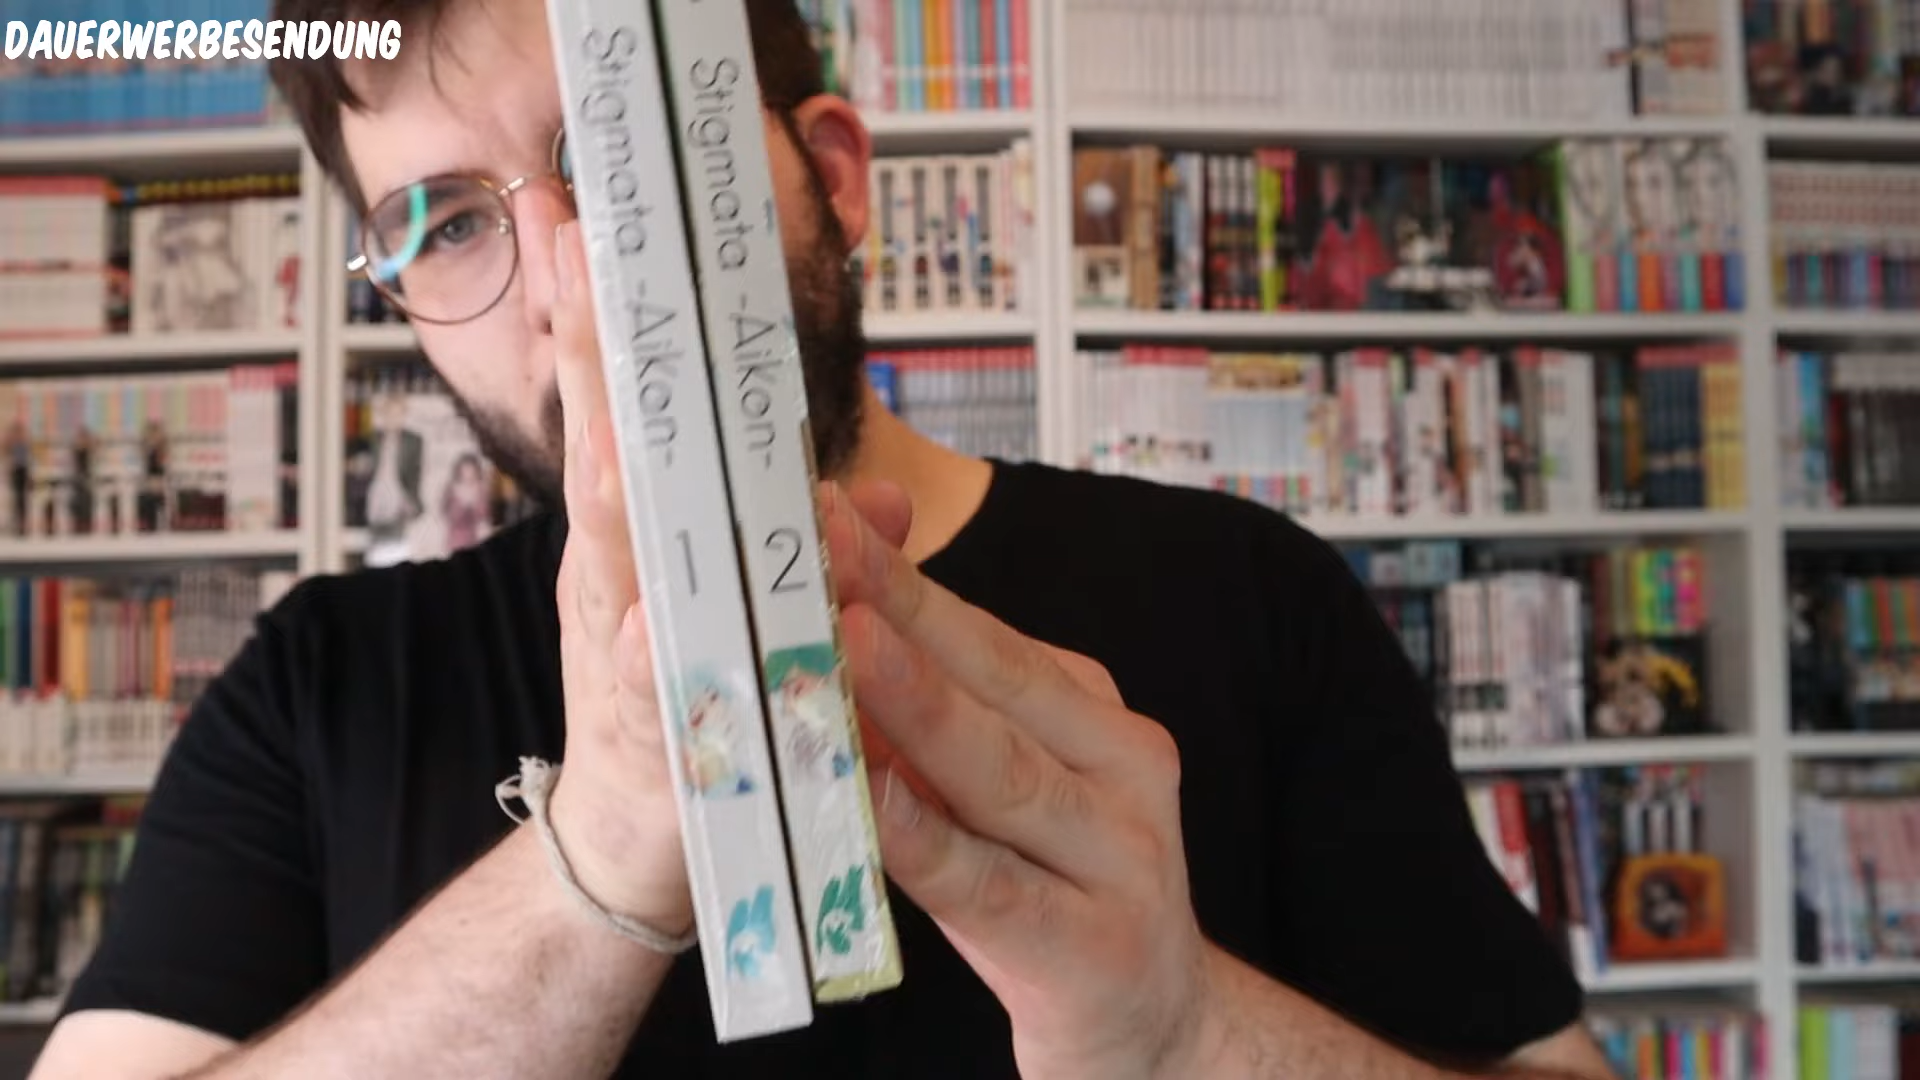 DAUERWERBESENDUNG
Stigmata -Aikon- 1
Stigmata -Aikon- 2